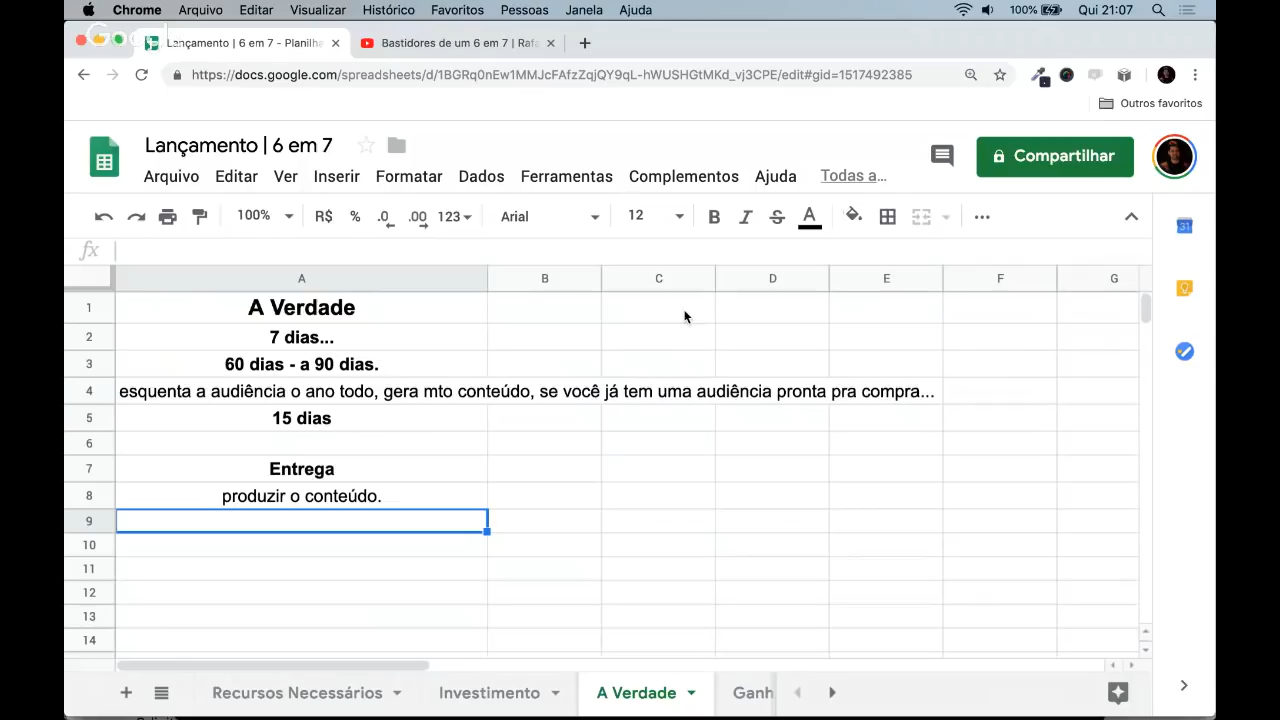 Chrome Arquivo Editar Visualizar Histórico Favoritos Pessoas Janela Ajuda 100% Qui 21:07
Lançamento | 6 em 7 - Planilha Bastidores de um 6 em 7 | Rafa
https://docs.google.com/spreadsheets/d/1BGRq0nEw1MMJcFAfzZqjQY9qL-hWUSHGtMKd_vj3CPE/edit#gid=1517492385
Outros favoritos
Lançamento | 6 em 7
Compartilhar
Arquivo Editar Ver Inserir Formatar Dados Ferramentas Complementos Ajuda Todas a...
100% R$ % .0 .00 123 Arial 12 B I S A
fx
A B C D E F G
1 A Verdade
2 7 dias...
3 60 dias - a 90 dias.
4 esquenta a audiência o ano todo, gera mto conteúdo, se você já tem uma audiência pronta pra compra...
5 15 dias
6
7 Entrega
8 produzir o conteúdo.
9
10
11
12
13
14
Recursos Necessários Investimento A Verdade Ganh